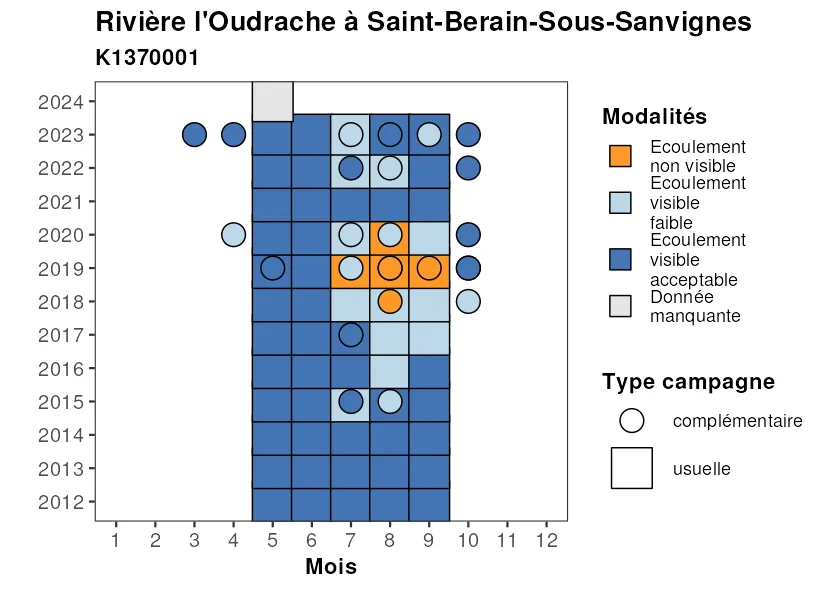 Rivière l'Oudrache à Saint-Berain-Sous-Sanvignes
K1370001
2024
2023
2022
2021
2020
2019
2018
2017
2016
2015
2014
2013
2012
1 2 3 4 5 6 7 8 9 10 11 12
Mois
Modalités
Ecoulement
non visible
Ecoulement
visible
faible
Ecoulement
visible
acceptable
Donnée
manquante
Type campagne
complémentaire
usuelle